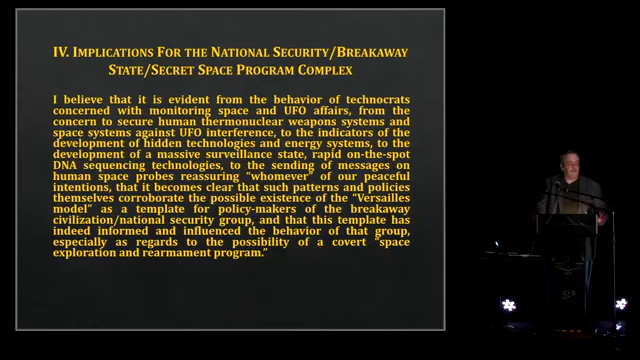 IV. Implications For the National Security/Breakaway
State/Secret Space Program Complex
I believe that it is evident from the behavior of technocrats
concerned with monitoring space and UFO affairs, from the
concern to secure human thermonuclear weapons systems and
space systems against UFO interference, to the indicators of the
development of hidden technologies and energy systems, to the
development of a massive surveillance state, rapid on-the-spot
DNA sequencing technologies, to the sending of messages on
human space probes reassuring "whomever" of our peaceful
intentions, that it becomes clear that such patterns and policies
themselves corroborate the possible existence of the "Versailles
model" as a template for policy-makers of the breakaway
civilization/national security group, and that this template has
indeed informed and influenced the behavior of that group,
especially as regards to the possibility of a covert "space
exploration and rearmament program."